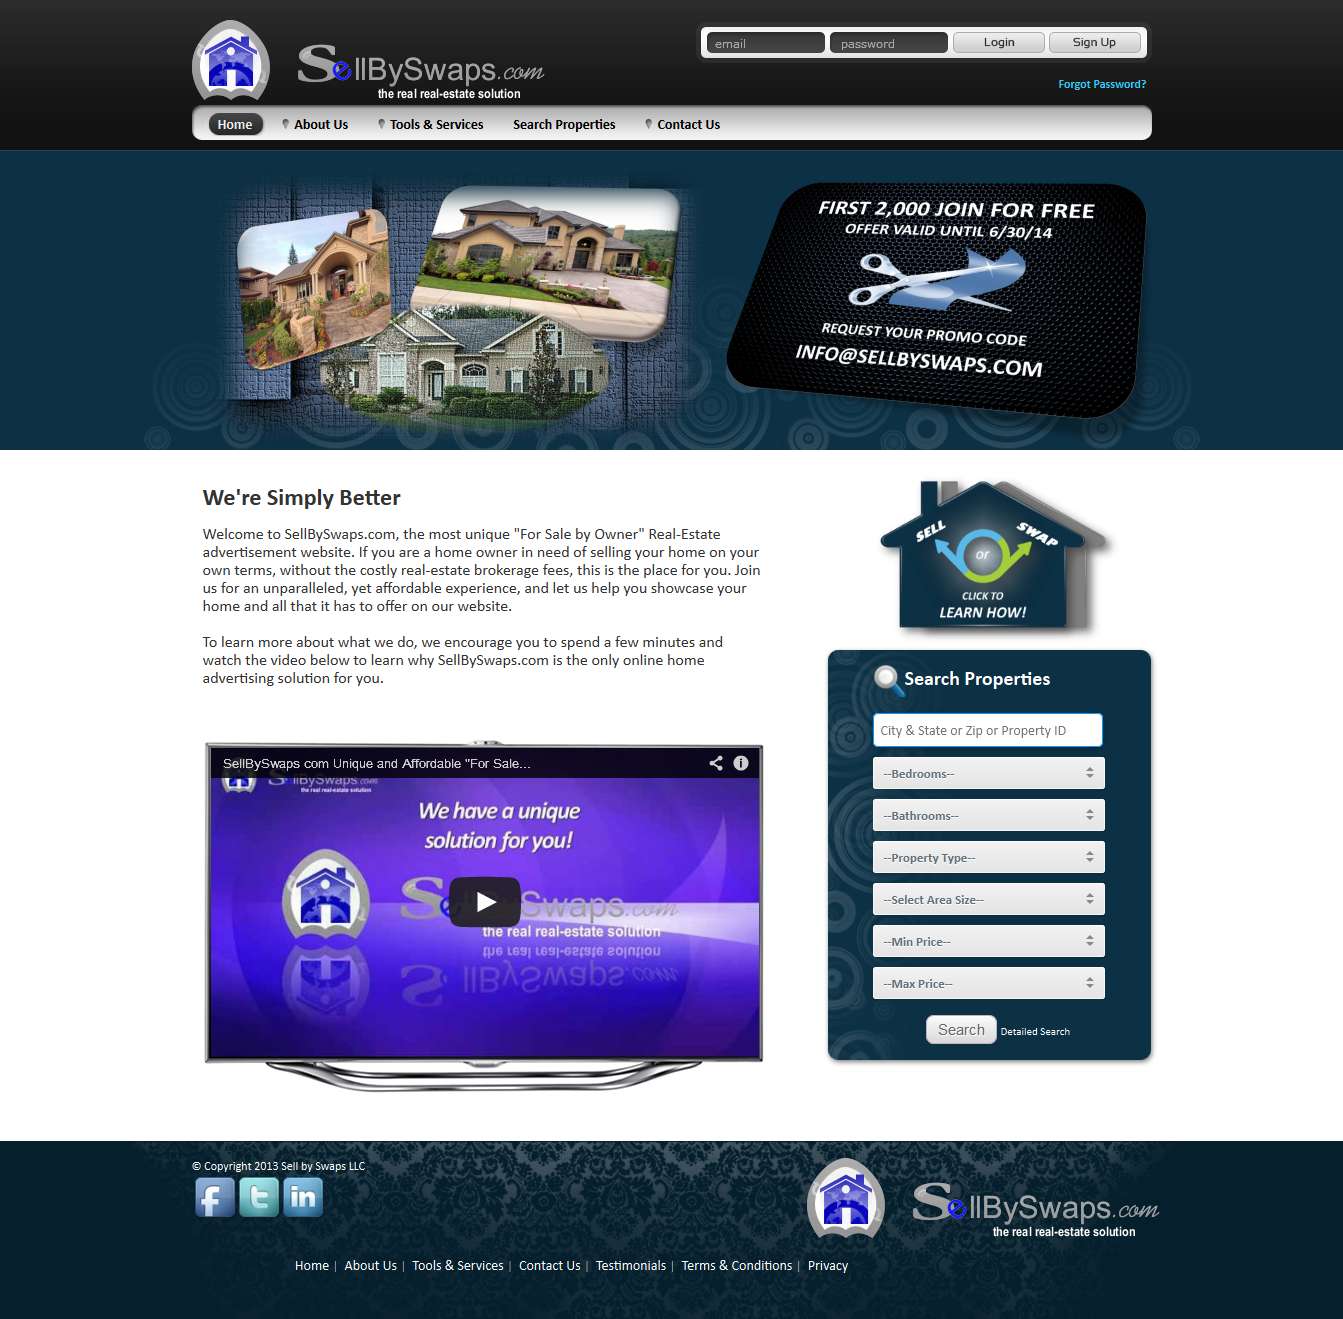 SellBySwaps.com
the real real-estate solution
email
password
Login
Sign Up
Forgot Password?
Home
About Us
Tools & Services
Search Properties
Contact Us
FIRST 2,000 JOIN FOR FREE
OFFER VALID UNTIL 6/30/14
REQUEST YOUR PROMO CODE
INFO@SELLBYSWAPS.COM
We're Simply Better
Welcome to SellBySwaps.com, the most unique "For Sale by Owner" Real-Estate
advertisement website. If you are a home owner in need of selling your home on your
own terms, without the costly real-estate brokerage fees, this is the place for you. Join
us for an unparalleled, yet affordable experience, and let us help you showcase your
home and all that it has to offer on our website.
To learn more about what we do, we encourage you to spend a few minutes and
watch the video below to learn why SellBySwaps.com is the only online home
advertising solution for you.
SellBySwaps com Unique and Affordable "For Sale...
SellBySwaps.com
the real real-estate solution
We have a unique
solution for you!
SellBySwaps.com
the real real-estate solution
SELL
or
SWAP
CLICK TO
LEARN HOW!
Search Properties
City & State or Zip or Property ID
--Bedrooms--
--Bathrooms--
--Property Type--
--Select Area Size--
--Min Price--
--Max Price--
Search
Detailed Search
© Copyright 2013 Sell by Swaps LLC
SellBySwaps.com
the real real-estate solution
Home | About Us | Tools & Services | Contact Us | Testimonials | Terms & Conditions | Privacy